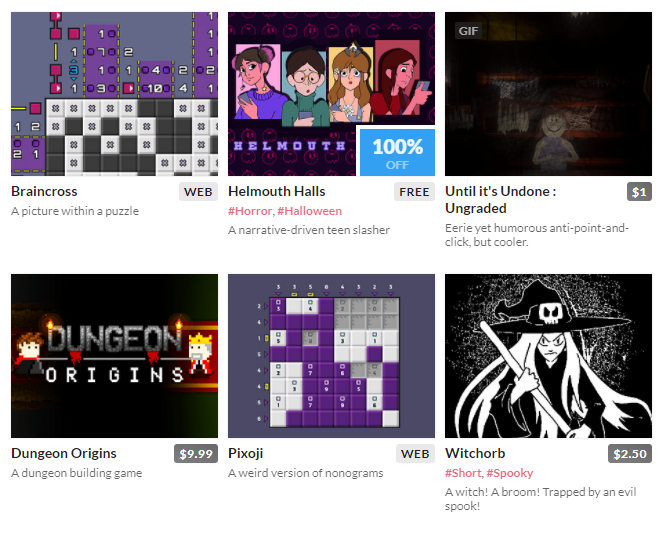 GIF
HELMOUTH
100%
OFF
Braincross
WEB
A picture within a puzzle
Helmouth Halls
FREE
#Horror, #Halloween
A narrative-driven teen slasher
Until it's Undone :
Ungraded
$1
Eerie yet humorous anti-point-and-
click, but cooler.
DUNGEON
ORIGINS
Dungeon Origins
$9.99
A dungeon building game
Pixoji
WEB
A weird version of nonograms
Witchorb
$2.50
#Short, #Spooky
A witch! A broom! Trapped by an evil
spook!